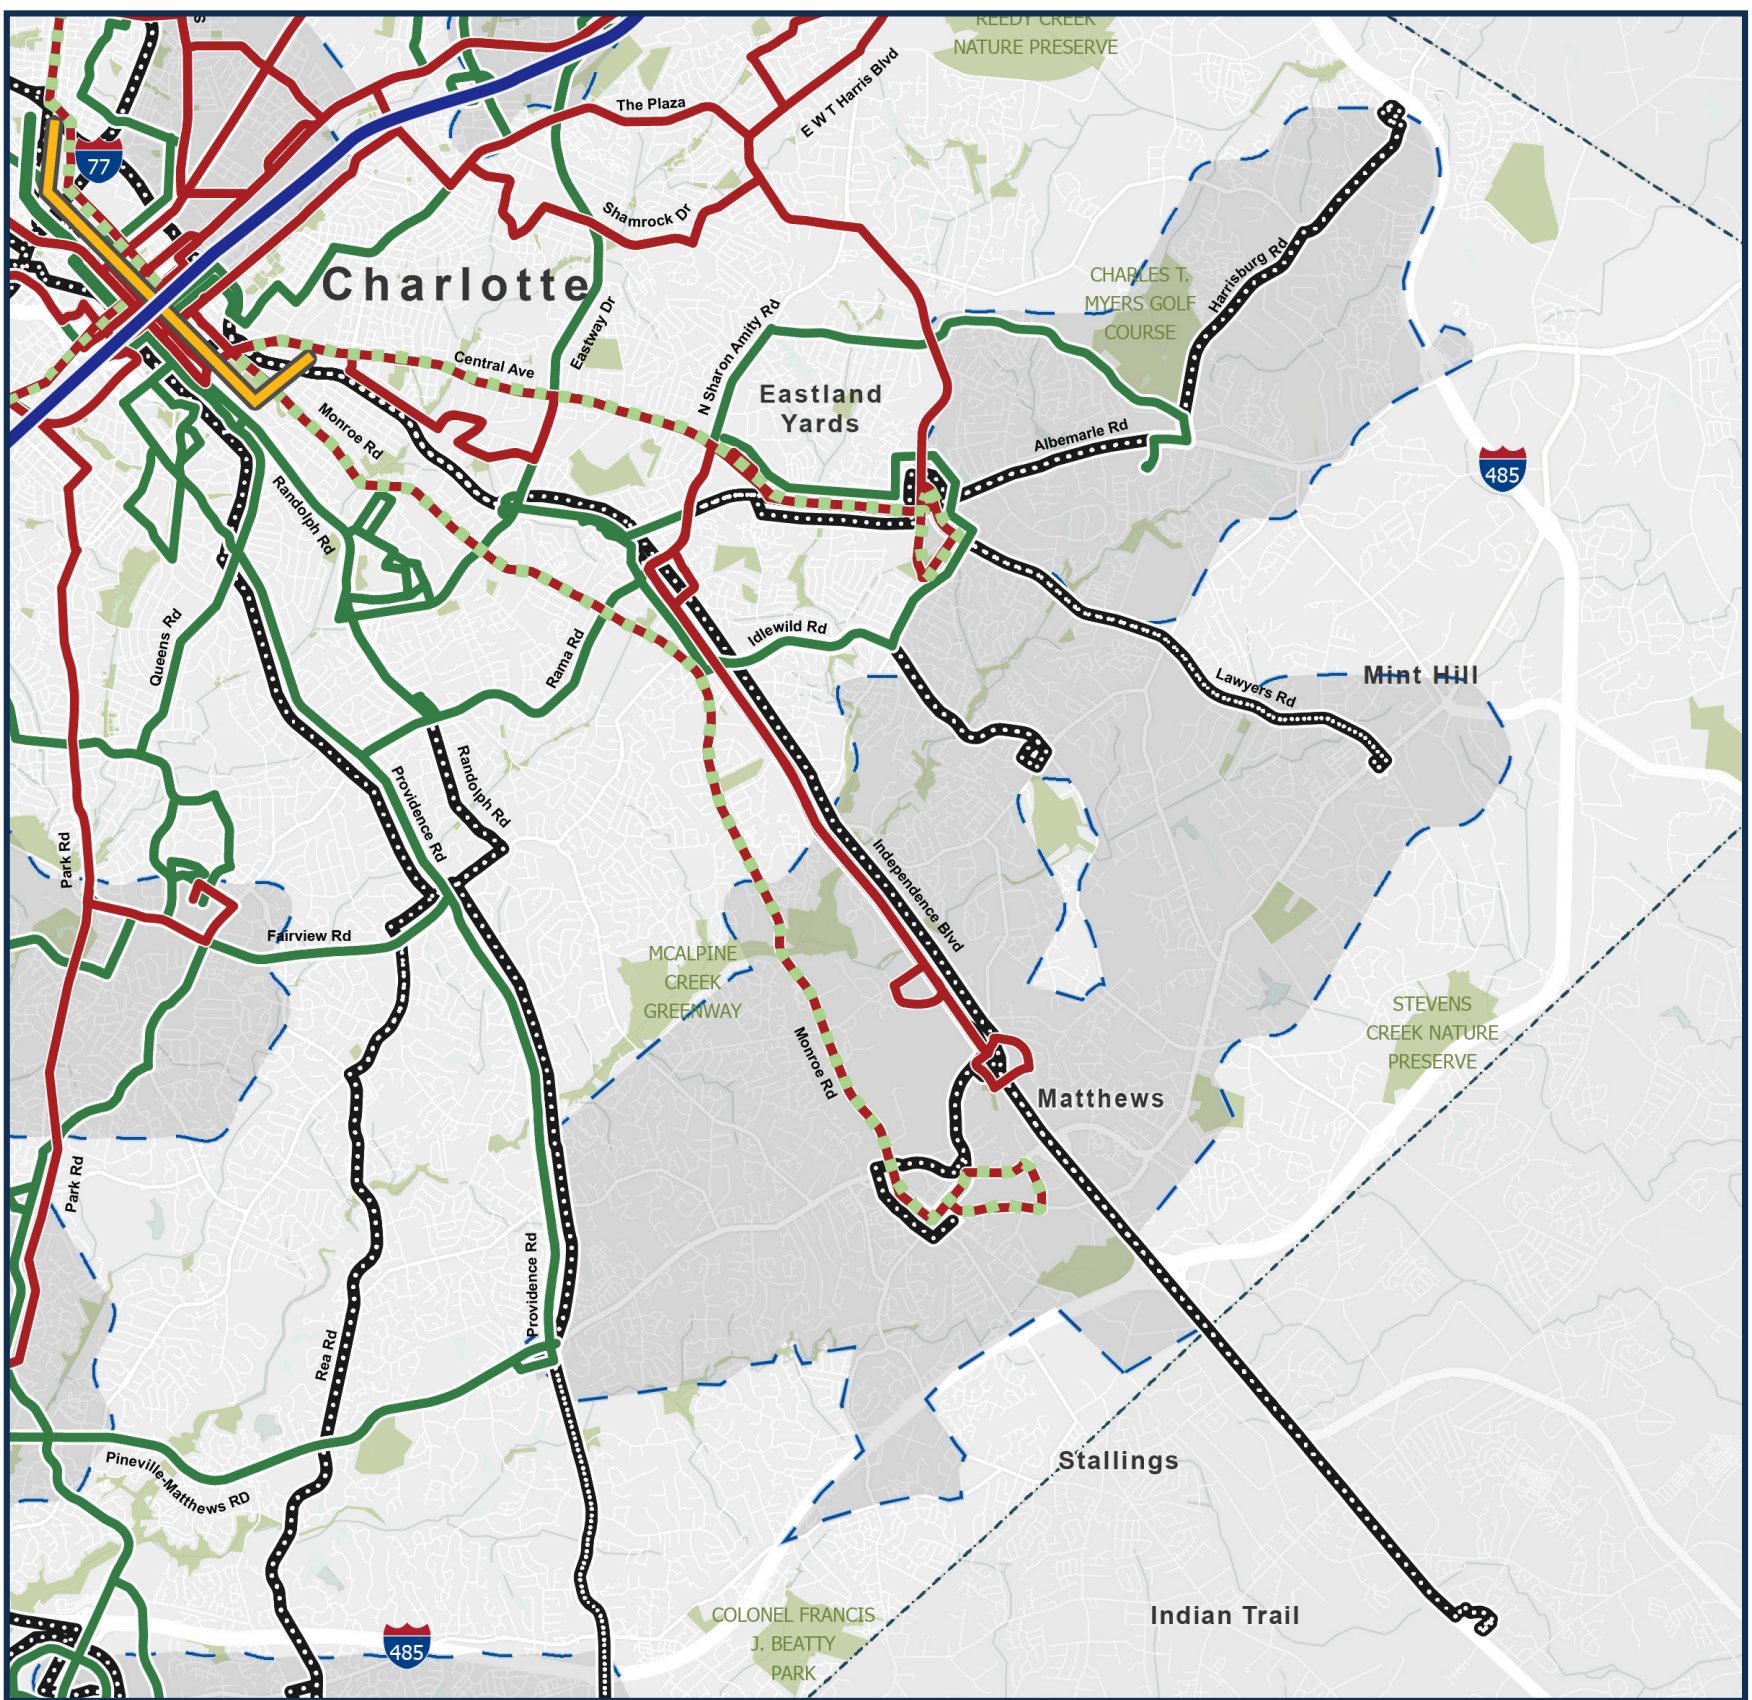 REEDY CREEK
NATURE PRESERVE
S
The Plaza
E W T Harris Blvd
77
Shamrock Dr
Charlotte
CHARLES T.
MYERS GOLF
COURSE
Harrisburg Rd
Eastway Dr
N Sharon Amity Rd
Central Ave
Eastland
Yards
Monroe Rd
Albemarle Rd
485
Randolph Rd
Queens Rd
Rama Rd
Idlewild Rd
Lawyers Rd
Mint Hill
Randolph Rd
Providence Rd
Park Rd
Independence Blvd
Fairview Rd
MCALPINE
CREEK
GREENWAY
STEVENS
CREEK NATURE
PRESERVE
Monroe Rd
Matthews
Park Rd
Providence Rd
Rea Rd
Pineville-Matthews RD
Stallings
COLONEL FRANCIS
J. BEATTY
PARK
Indian Trail
485